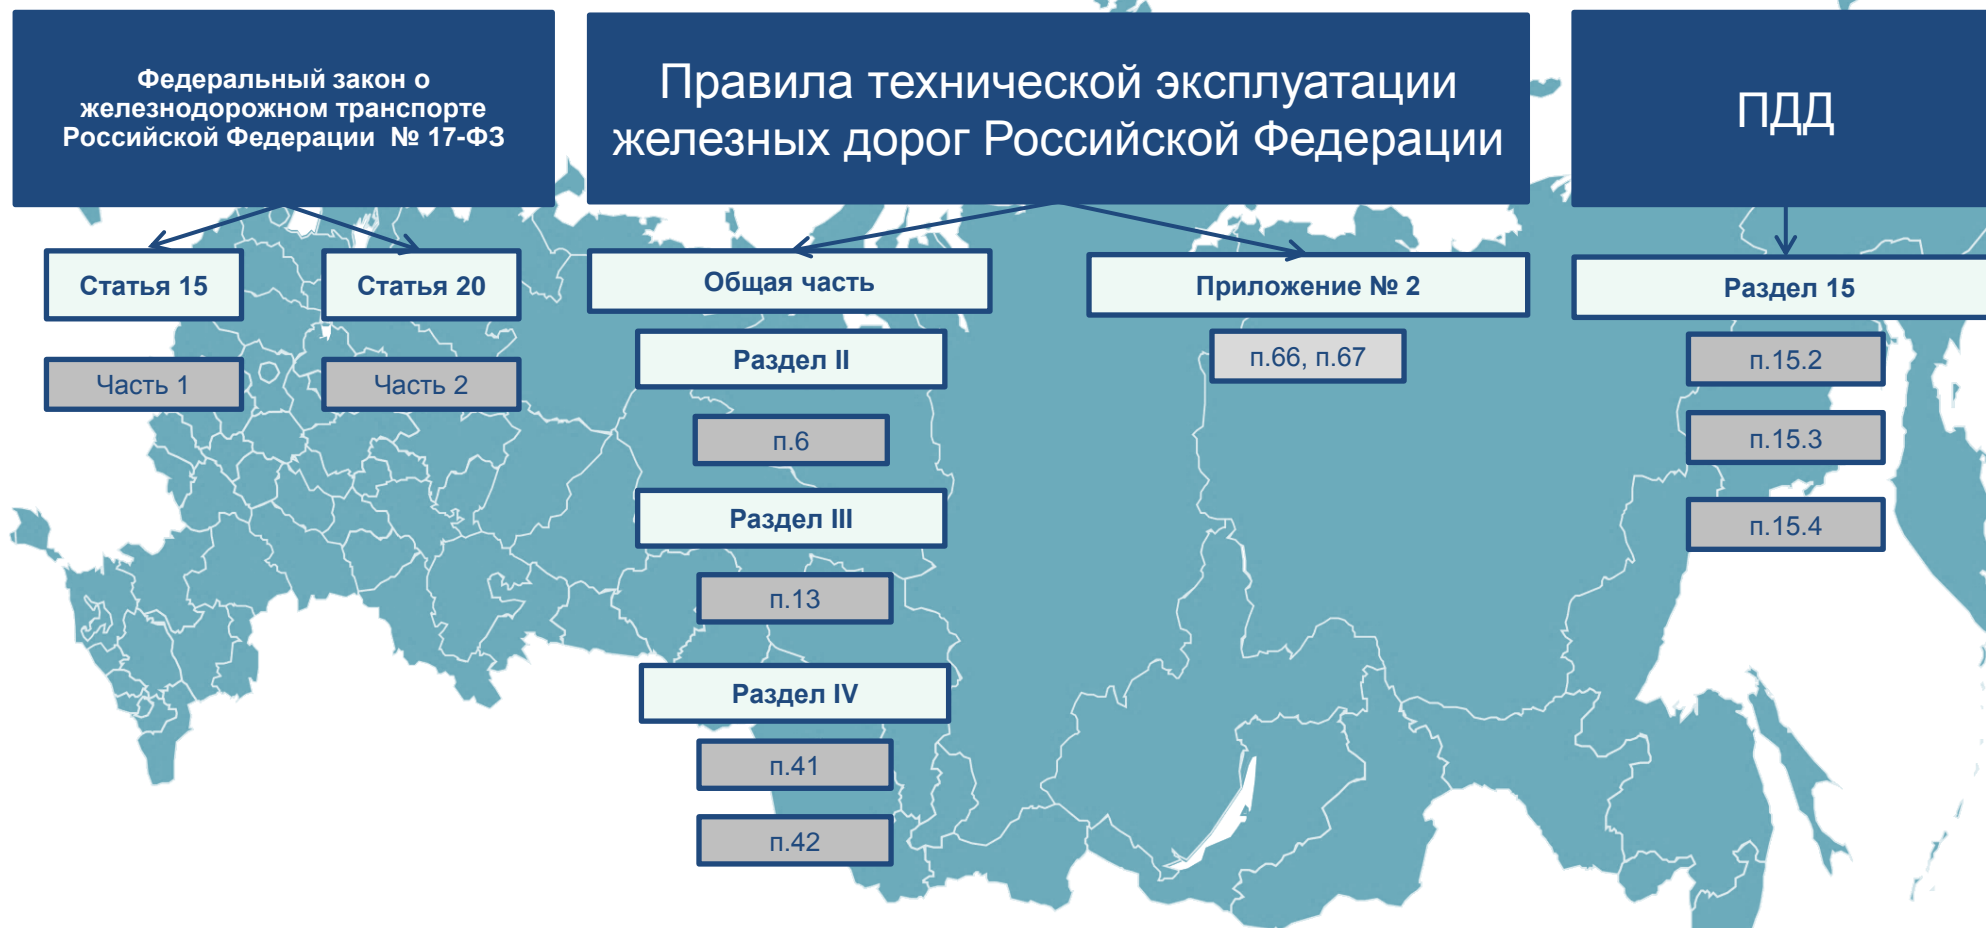 Федеральный закон о
железнодорожном транспорте
Российской Федерации № 17-ФЗ
Статья 15
Часть 1
Статья 20
Часть 2
Правила технической эксплуатации
железных дорог Российской Федерации
Общая часть
Раздел II
п.6
Раздел III
п.13
Раздел IV
п.41
п.42
Приложение № 2
п.66, п.67
ПДД
Раздел 15
п.15.2
п.15.3
п.15.4